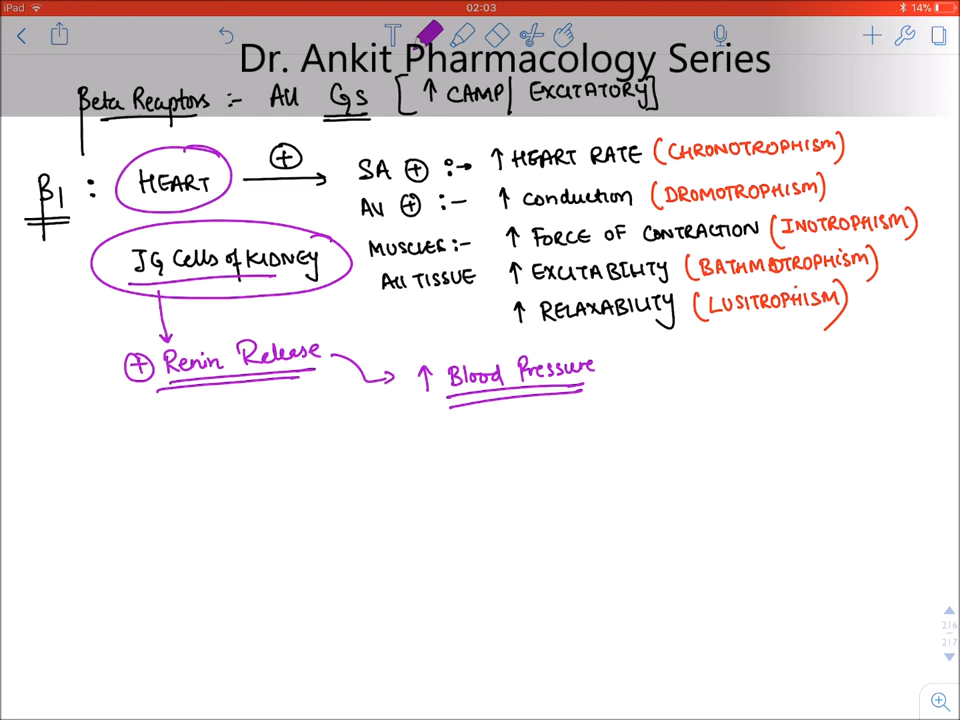 iPad 02:03 14%
T
Dr. Ankit Pharmacology Series
Beta Reaptors :- All Gs [↑ CAMP| EXCITATORY]
β1 : HEART ⊕ → SA ⊕ :→ ↑ HEART RATE (CHRONOTROPHISM)
AV ⊕ :- ↑ Conduction (DROMOTROPHISM)
MUSCLES :- ↑ FORCE OF CONTRACTION (INOTROPHISM)
JG Cells of KIDNEY
All TISSUE ↑ EXCITABILITY (BATHMOTROPHISM)
↑ RELAXABILITY (LUSITROPHISM)
⊕ Renin Release → ↑ Blood Pressure
216
217